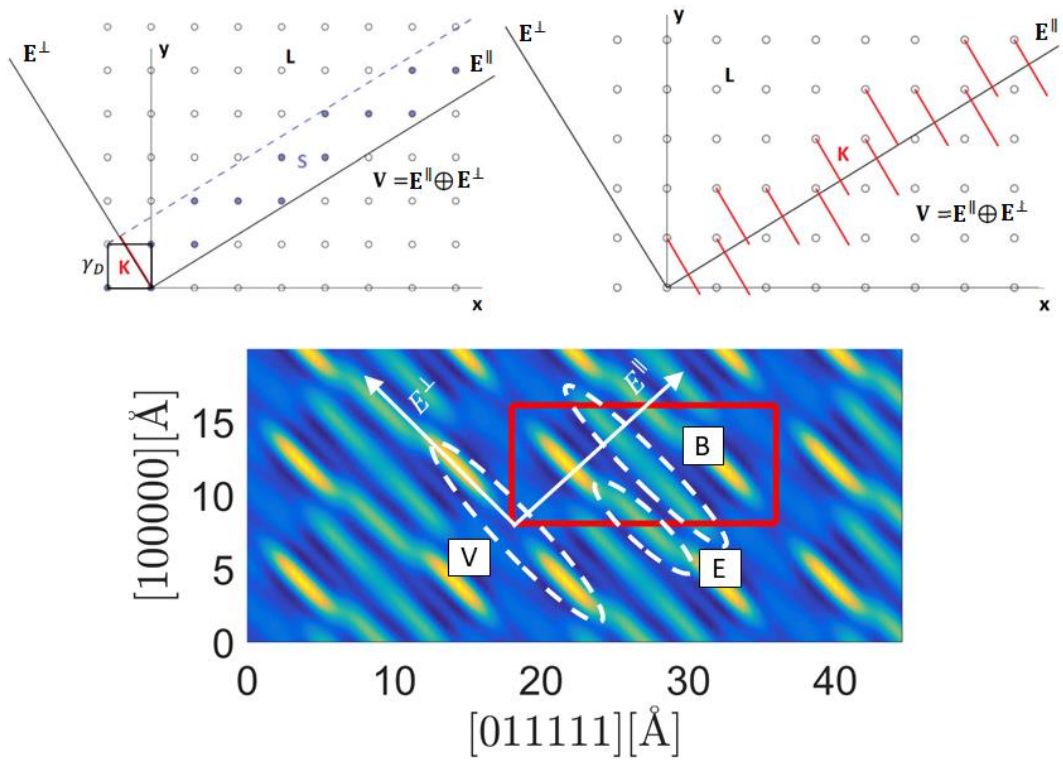 E⊥
y
L
E∥
S
V =E∥⊕E⊥
γD
K
x
E⊥
y
L
E∥
K
V =E∥⊕E⊥
x
[100000][Å]
15
10
5
0
E⊥
E∥
B
V
E
0
10
20
30
40
[011111][Å]